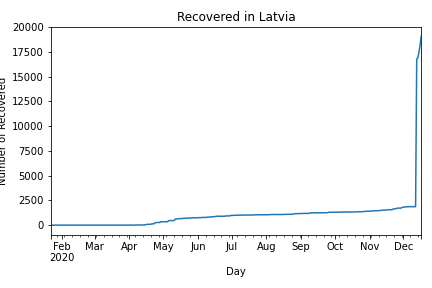 Recovered in Latvia
20000
17500
15000
12500
10000
7500
5000
2500
0
Number of Recovered
Feb Mar Apr May Jun Jul Aug Sep Oct Nov Dec
2020
Day